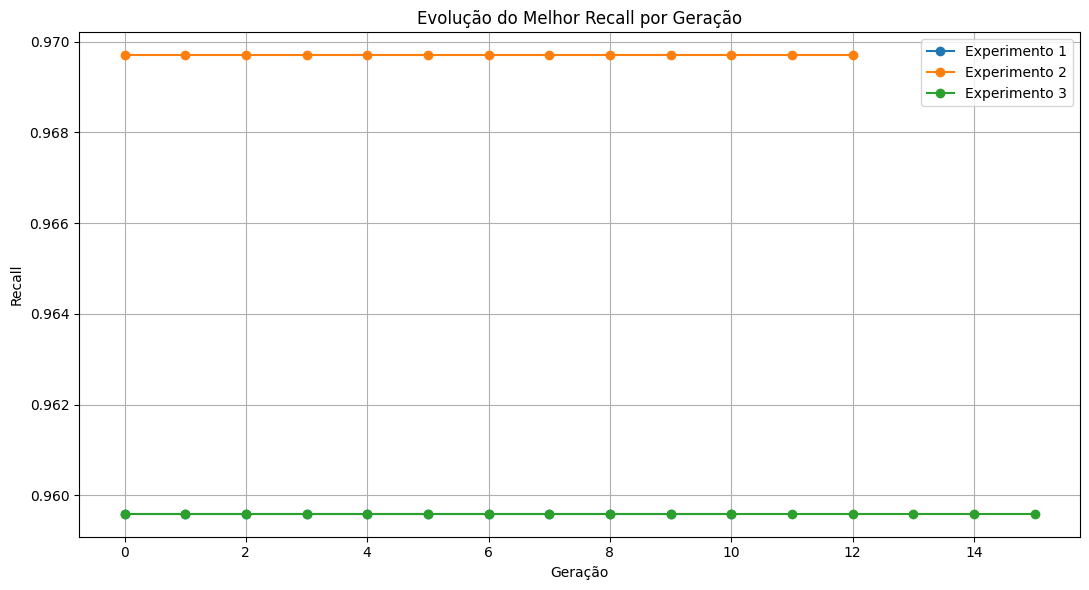 Evolução do Melhor Recall por Geração
Experimento 1
Experimento 2
Experimento 3
0.970
0.968
0.966
0.964
0.962
0.960
Recall
0 2 4 6 8 10 12 14
Geração